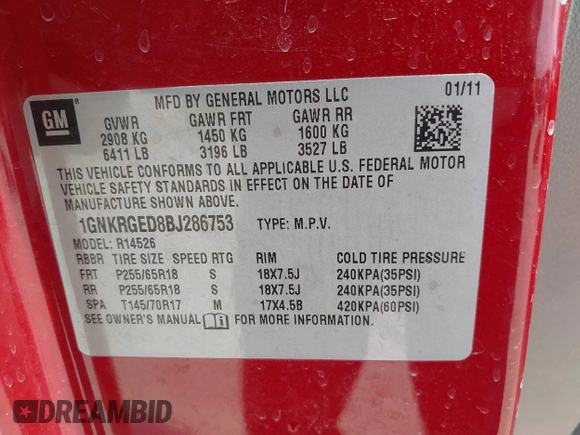 GM ®
MFD BY GENERAL MOTORS LLC 01/11
GVWR GAWR FRT GAWR RR
2908 KG 1450 KG 1600 KG
6411 LB 3196 LB 3527 LB
THIS VEHICLE CONFORMS TO ALL APPLICABLE U.S. FEDERAL MOTOR
VEHICLE SAFETY STANDARDS IN EFFECT ON THE DATE OF
MANUFACTURE SHOWN ABOVE.
1GNKRGED8BJ286753 TYPE: M.P.V.
MODEL: R14526
RBBR TIRE SIZE SPEED RTG RIM COLD TIRE PRESSURE
FRT P255/65R18 S 18X7.5J 240KPA(35PSI)
RR P255/65R18 S 18X7.5J 240KPA(35PSI)
SPA T145/70R17 M 17X4.5B 420KPA(60PSI)
SEE OWNER'S MANUAL FOR MORE INFORMATION.
DREAMBID